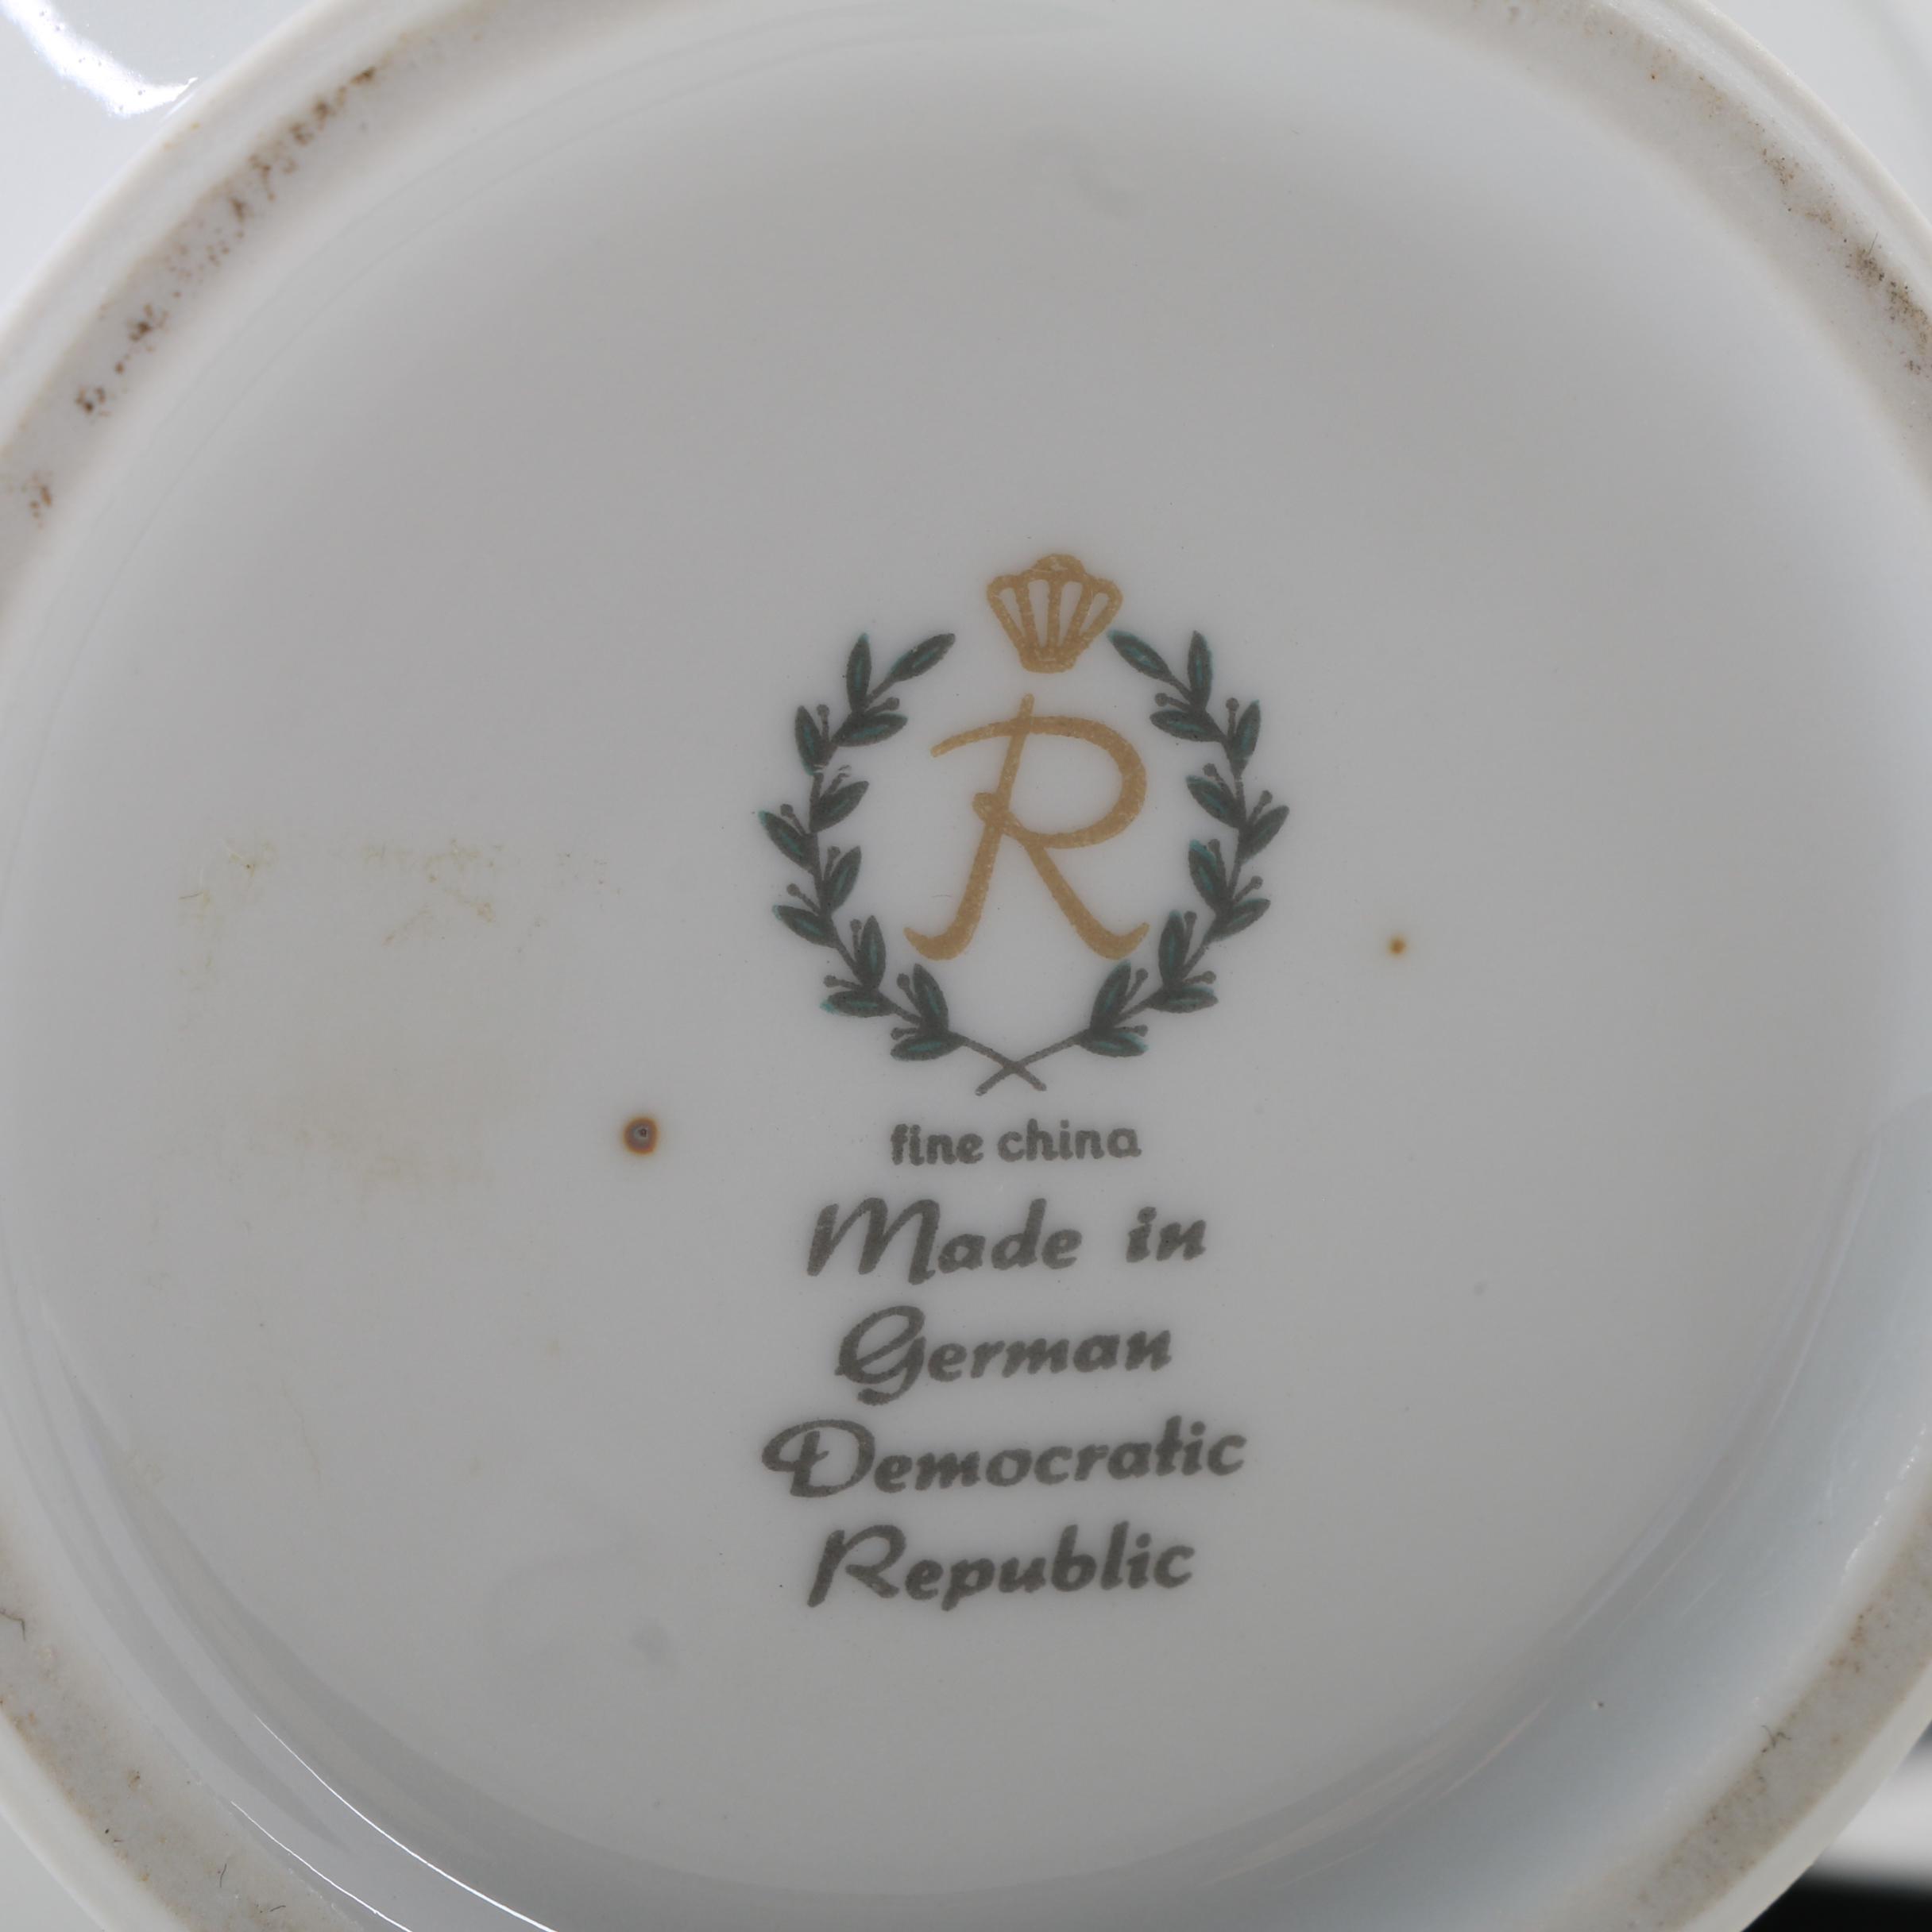 R
fine china
Made in
German
Democratic
Republic